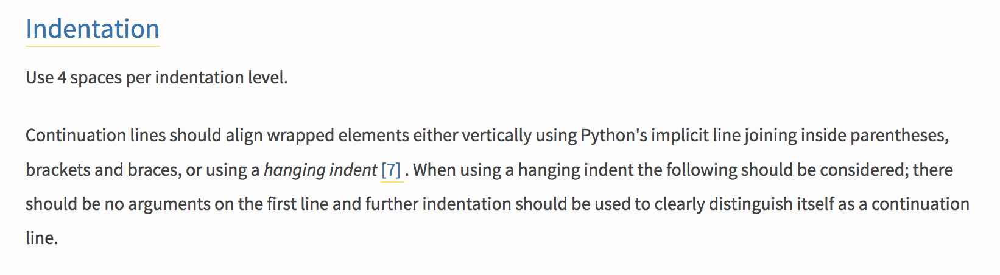 Indentation
Use 4 spaces per indentation level.
Continuation lines should align wrapped elements either vertically using Python's implicit line joining inside parentheses,
brackets and braces, or using a hanging indent [7] . When using a hanging indent the following should be considered; there
should be no arguments on the first line and further indentation should be used to clearly distinguish itself as a continuation
line.